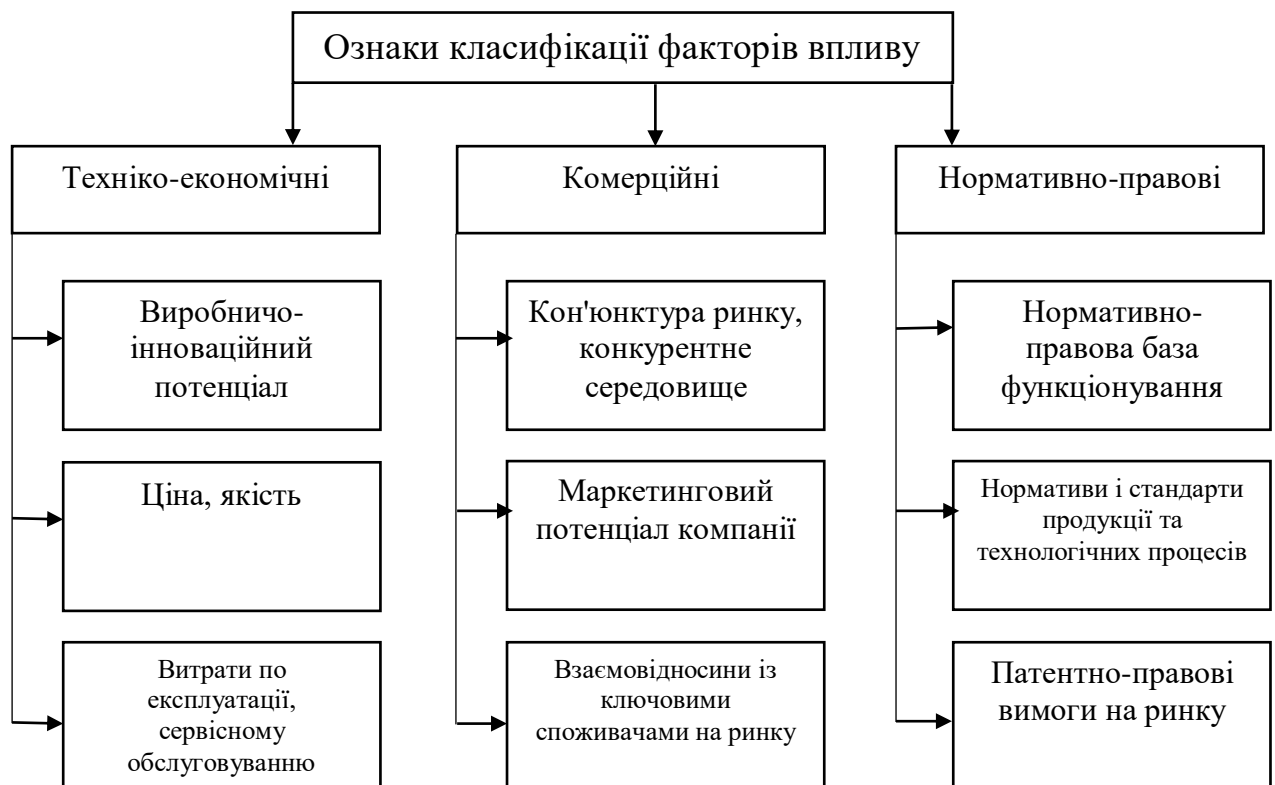 Ознаки класифікації факторів впливу
Техніко-економічні
Комерційні
Нормативно-правові
Виробничо-
інноваційний
потенціал
Кон'юнктура ринку,
конкурентне
середовище
Нормативно-
правова база
функціонування
Ціна, якість
Маркетинговий
потенціал компанії
Нормативи і стандарти
продукції та
технологічних процесів
Витрати по
експлуатації,
сервісному
обслуговуванню
Взаємовідносини із
ключовими
споживачами на ринку
Патентно-правові
вимоги на ринку